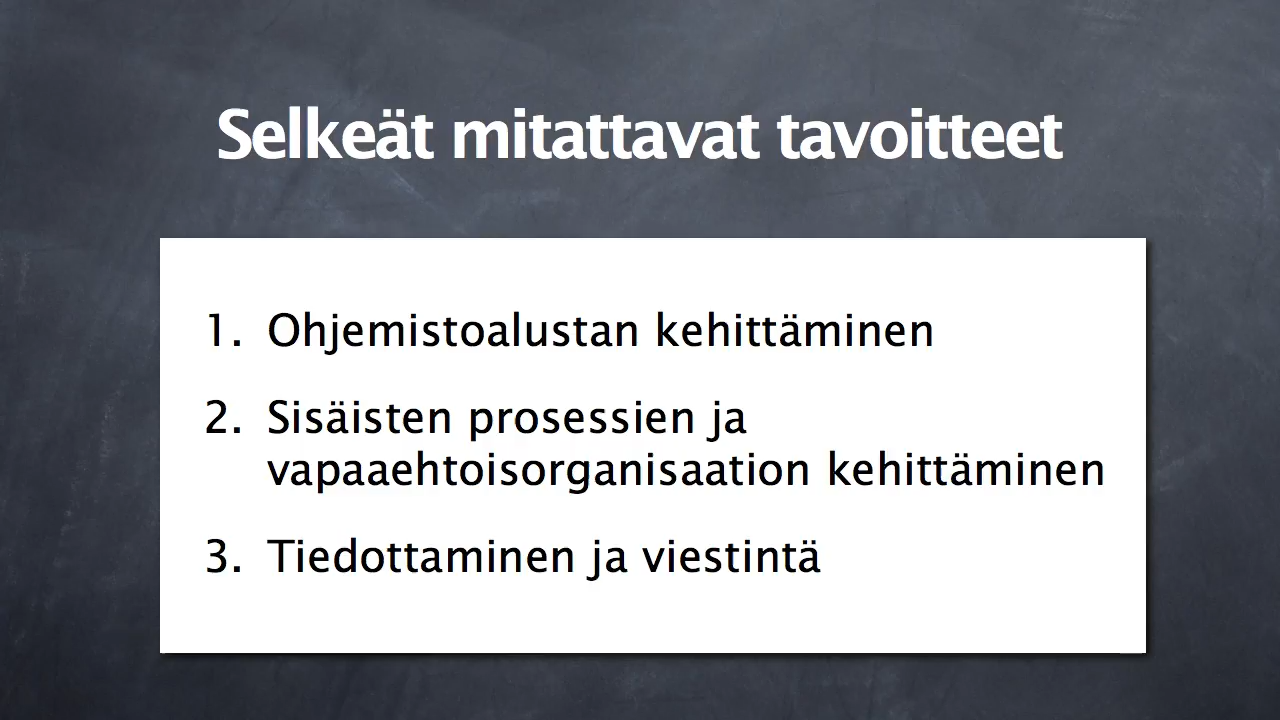 Selkeät mitattavat tavoitteet
1. Ohjemistoalustan kehittäminen
2. Sisäisten prosessien ja
vapaaehtoisorganisaation kehittäminen
3. Tiedottaminen ja viestintä